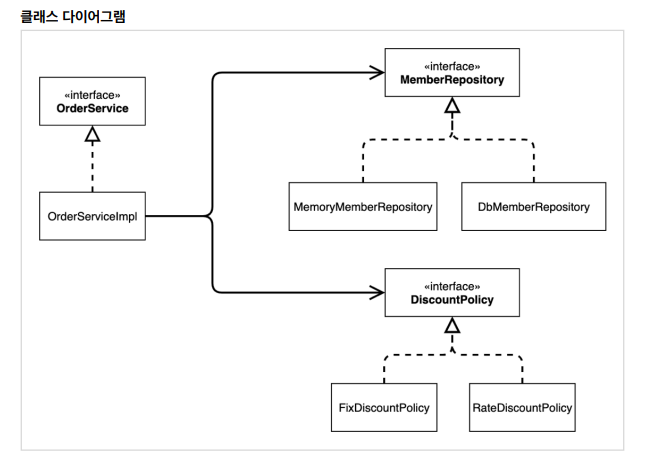 클래스 다이어그램
«interface»
OrderService
OrderServiceImpl
«interface»
MemberRepository
MemoryMemberRepository
DbMemberRepository
«interface»
DiscountPolicy
FixDiscountPolicy
RateDiscountPolicy